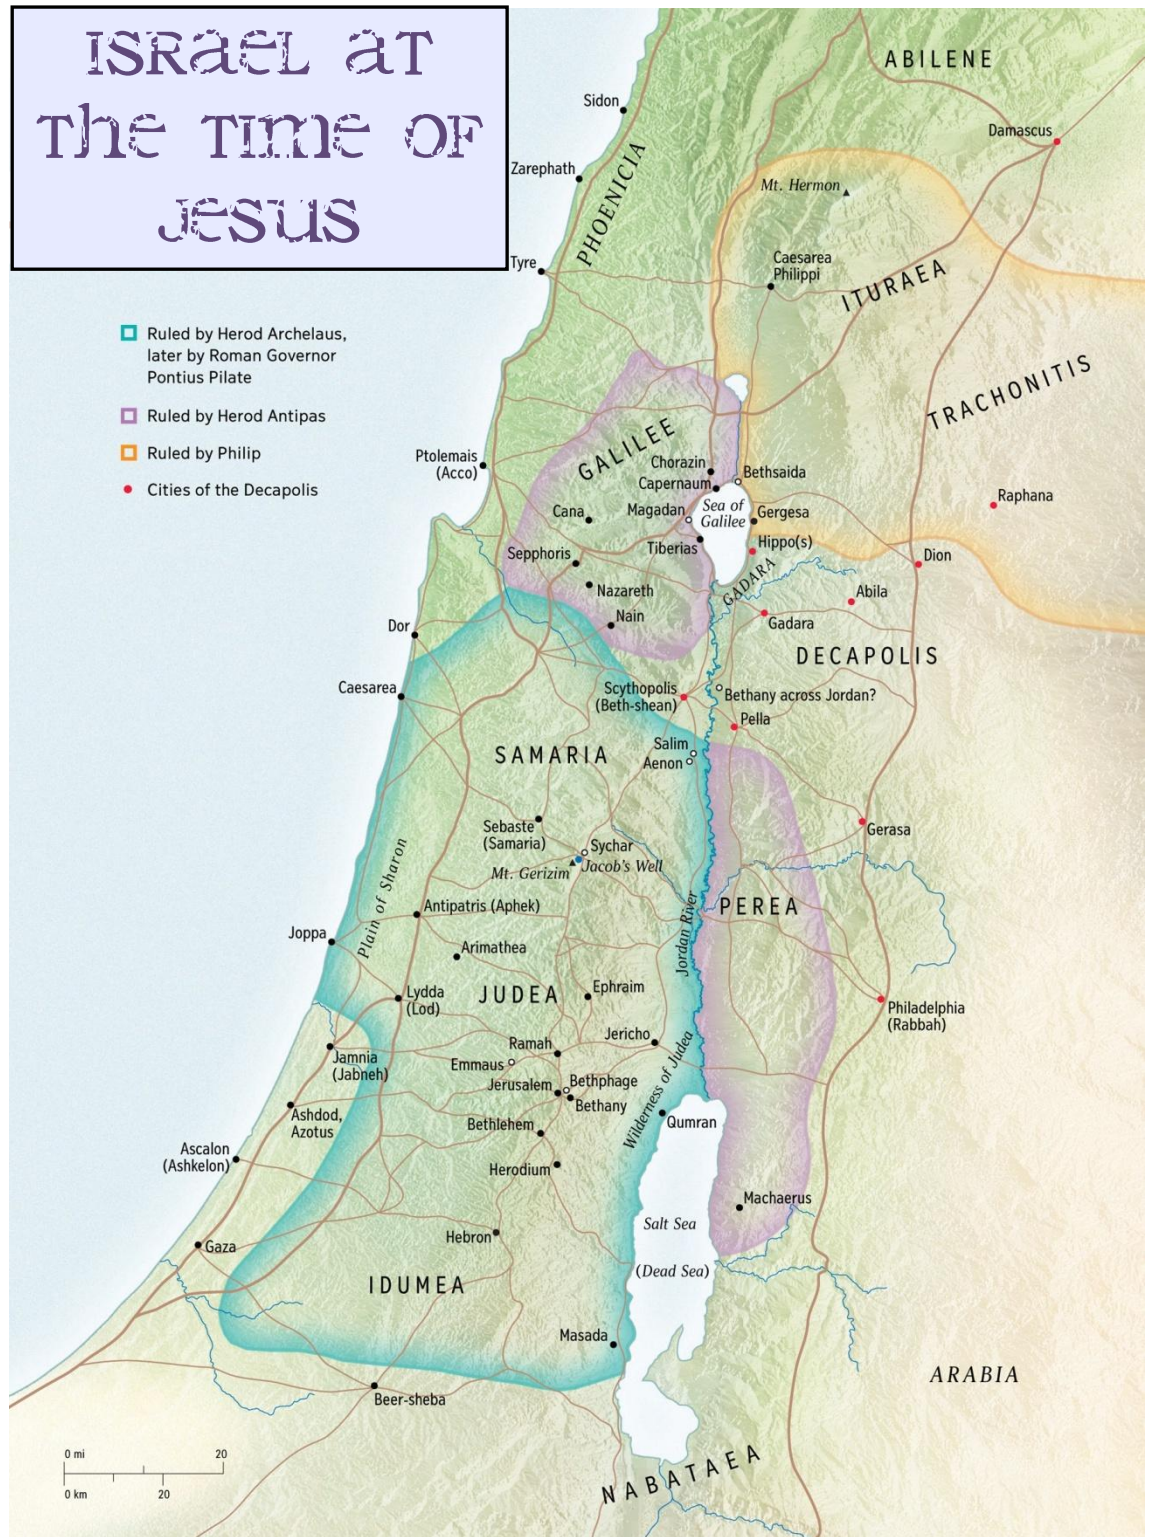 Israel at
the Time of
Jesus
Ruled by Herod Archelaus,
later by Roman Governor
Pontius Pilate
Ruled by Herod Antipas
Ruled by Philip
Cities of the Decapolis
ABILENE
Sidon
Damascus
Zarephath
PHOENICIA
Mt. Hermon
Tyre
Caesarea
Philippi
ITURAEA
TRACHONITIS
GALILEE
Ptolemais
(Acco)
Chorazin
Capernaum
Bethsaida
Raphana
Cana
Magadan
Sea of
Galilee
Gergesa
Hippo(s)
Sepphoris
Tiberias
Dion
GADARA
Nazareth
Abila
Nain
Gadara
Dor
DECAPOLIS
Caesarea
Scythopolis
(Beth-shean)
Bethany across Jordan?
Pella
SAMARIA
Salim
Aenon
Sebaste
(Samaria)
Gerasa
Sychar
Jacob's Well
Mt. Gerizim
Plain of Sharon
Antipatris (Aphek)
PEREA
Jordan River
Joppa
Arimathea
Lydda
(Lod)
JUDEA
Ephraim
Philadelphia
(Rabbah)
Jericho
Ramah
Jamnia
(Jabneh)
Emmaus
Wilderness of Judea
Jerusalem
Bethphage
Bethany
Ashdod,
Azotus
Qumran
Bethlehem
Ascalon
(Ashkelon)
Herodium
Machaerus
Salt Sea
Hebron
Gaza
(Dead Sea)
IDUMEA
Masada
ARABIA
Beer-sheba
0 mi 20
0 km 20
NABATAEA